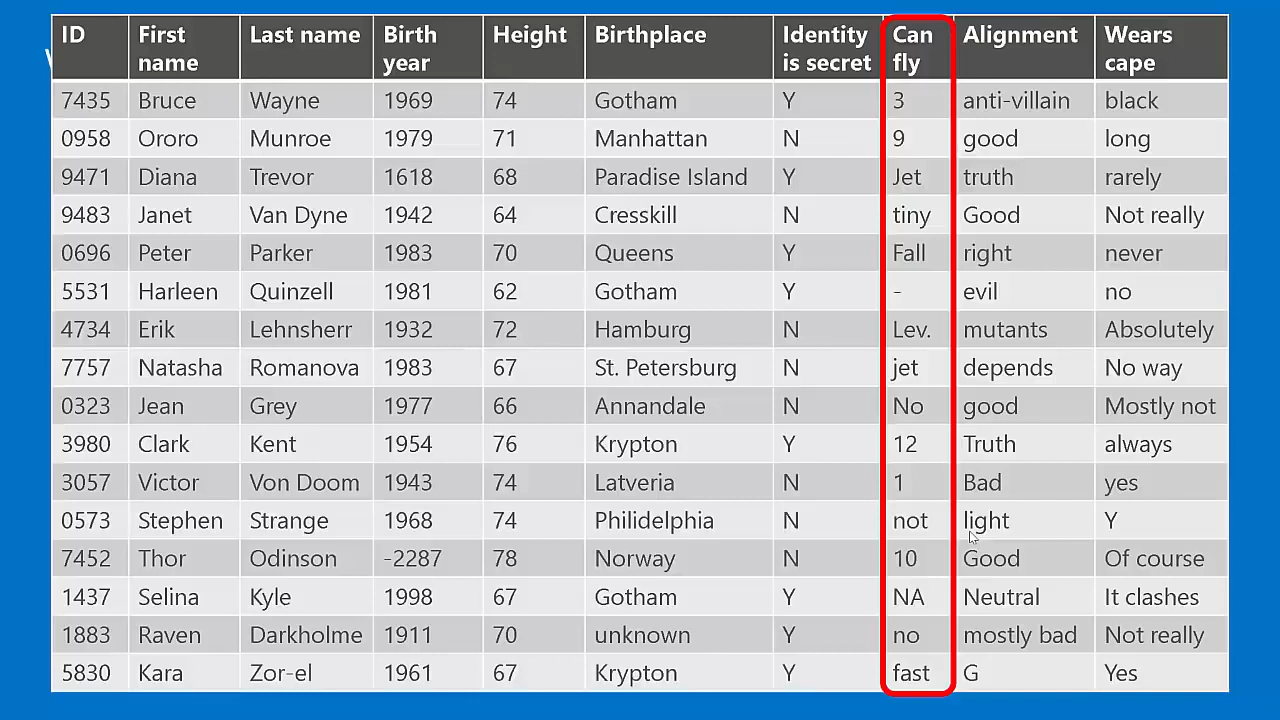 ID First name Last name Birth year Height Birthplace Identity is secret Can fly Alignment Wears cape
7435 Bruce Wayne 1969 74 Gotham Y 3 anti-villain black
0958 Ororo Munroe 1979 71 Manhattan N 9 good long
9471 Diana Trevor 1618 68 Paradise Island Y Jet truth rarely
9483 Janet Van Dyne 1942 64 Cresskill N tiny Good Not really
0696 Peter Parker 1983 70 Queens Y Fall right never
5531 Harleen Quinzell 1981 62 Gotham Y - evil no
4734 Erik Lehnsherr 1932 72 Hamburg N Lev. mutants Absolutely
7757 Natasha Romanova 1983 67 St. Petersburg N jet depends No way
0323 Jean Grey 1977 66 Annandale N No good Mostly not
3980 Clark Kent 1954 76 Krypton Y 12 Truth always
3057 Victor Von Doom 1943 74 Latveria N 1 Bad yes
0573 Stephen Strange 1968 74 Philidelphia N not light Y
7452 Thor Odinson -2287 78 Norway N 10 Good Of course
1437 Selina Kyle 1998 67 Gotham Y NA Neutral It clashes
1883 Raven Darkholme 1911 70 unknown Y no mostly bad Not really
5830 Kara Zor-el 1961 67 Krypton Y fast G Yes